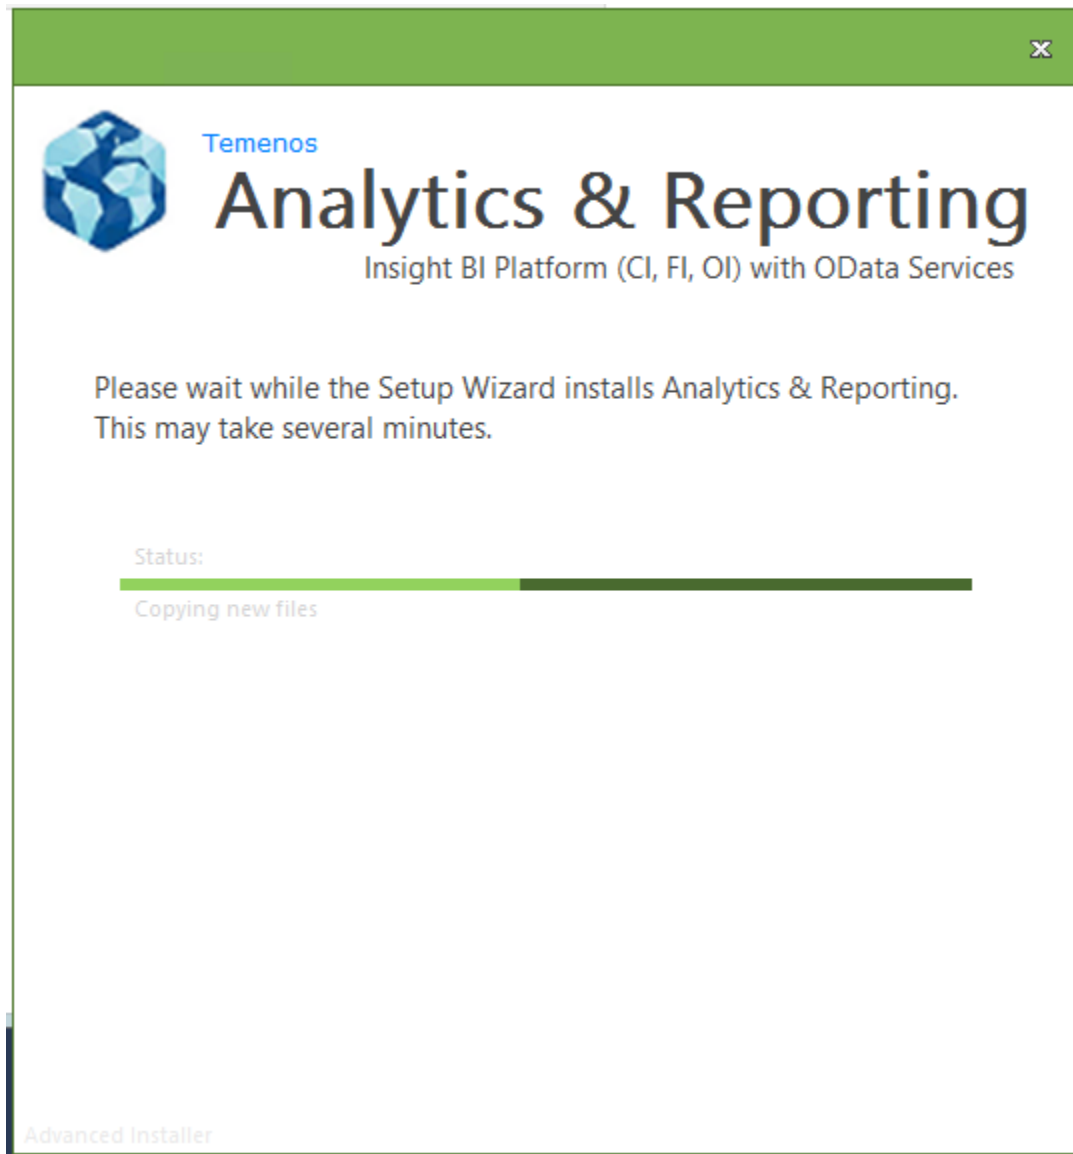 Temenos
Analytics & Reporting
Insight BI Platform (CI, FI, OI) with OData Services
Please wait while the Setup Wizard installs Analytics & Reporting.
This may take several minutes.
Status:
Copying new files
Advanced Installer